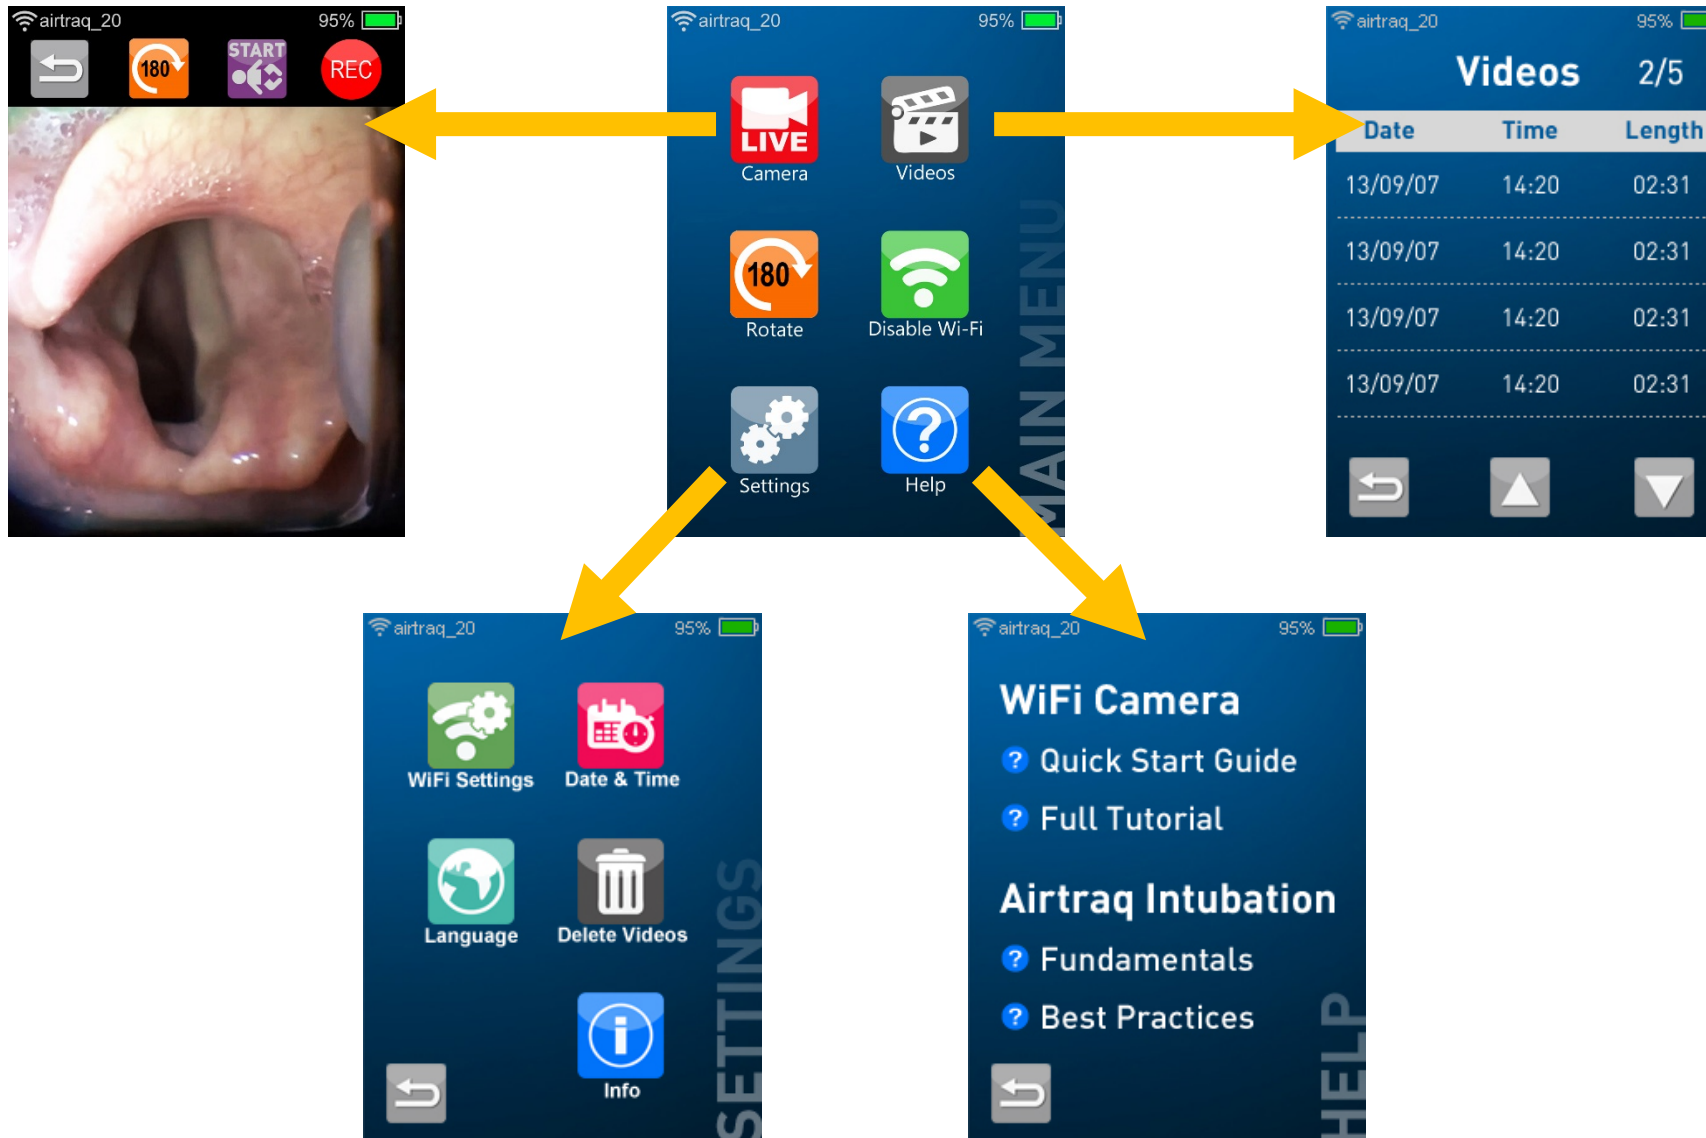 airtraq_20 95%
180 START REC
airtraq_20 95%
LIVE
Camera Videos
180
Rotate Disable Wi-Fi
Settings Help
MAIN MENU
airtraq_20 95%
Videos 2/5
Date Time Length
13/09/07 14:20 02:31
13/09/07 14:20 02:31
13/09/07 14:20 02:31
13/09/07 14:20 02:31
airtraq_20 95%
WiFi Settings Date & Time
Language Delete Videos
i
Info
SETTINGS
airtraq_20 95%
WiFi Camera
? Quick Start Guide
? Full Tutorial
Airtraq Intubation
? Fundamentals
? Best Practices
HELP